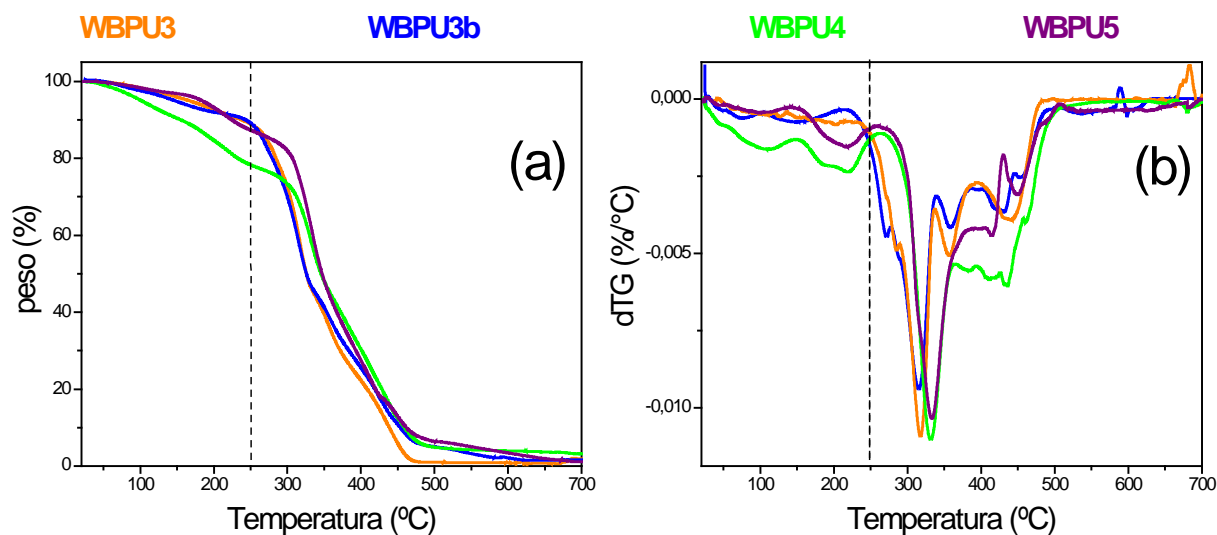 WBPU3 WBPU3b WBPU4 WBPU5
(a)
peso (%)
100
80
60
40
20
0
100 200 300 400 500 600 700
Temperatura (ºC)
(b)
dTG (%/°C)
0,000
-0,005
-0,010
100 200 300 400 500 600 700
Temperatura (ºC)